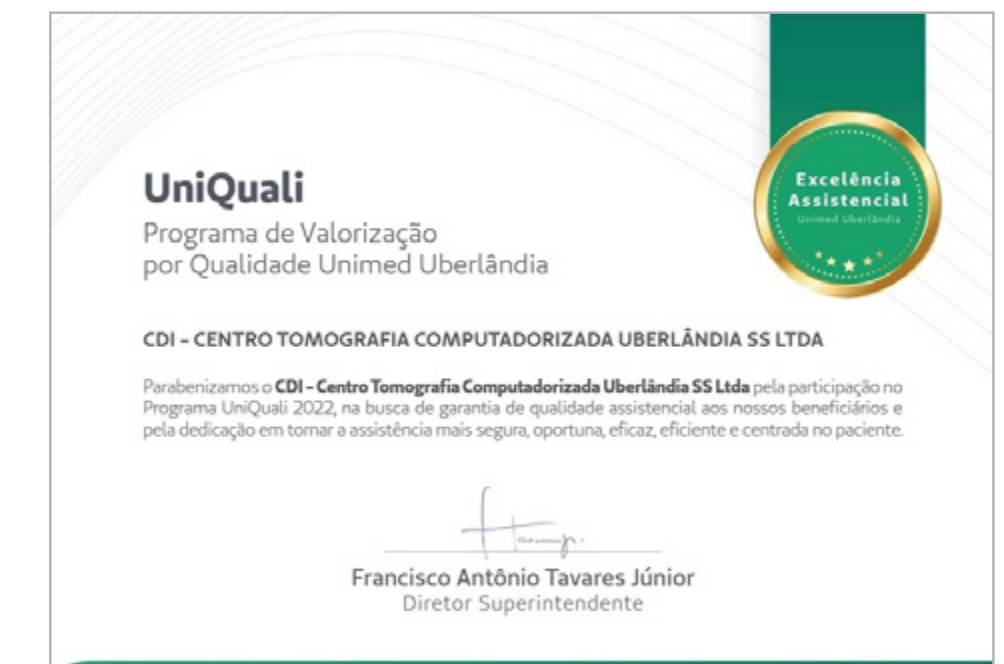 Excelência
Assistencial
Unimed Uberlândia
UniQuali
Programa de Valorização
por Qualidade Unimed Uberlândia
CDI – CENTRO TOMOGRAFIA COMPUTADORIZADA UBERLÂNDIA SS LTDA
Parabenizamos o CDI – Centro Tomografia Computadorizada Uberlândia SS Ltda pela participação no
Programa UniQuali 2022, na busca de garantia de qualidade assistencial aos nossos beneficiários e
pela dedicação em tornar a assistência mais segura, oportuna, eficaz, eficiente e centrada no paciente.
Francisco Antônio Tavares Júnior
Diretor Superintendente